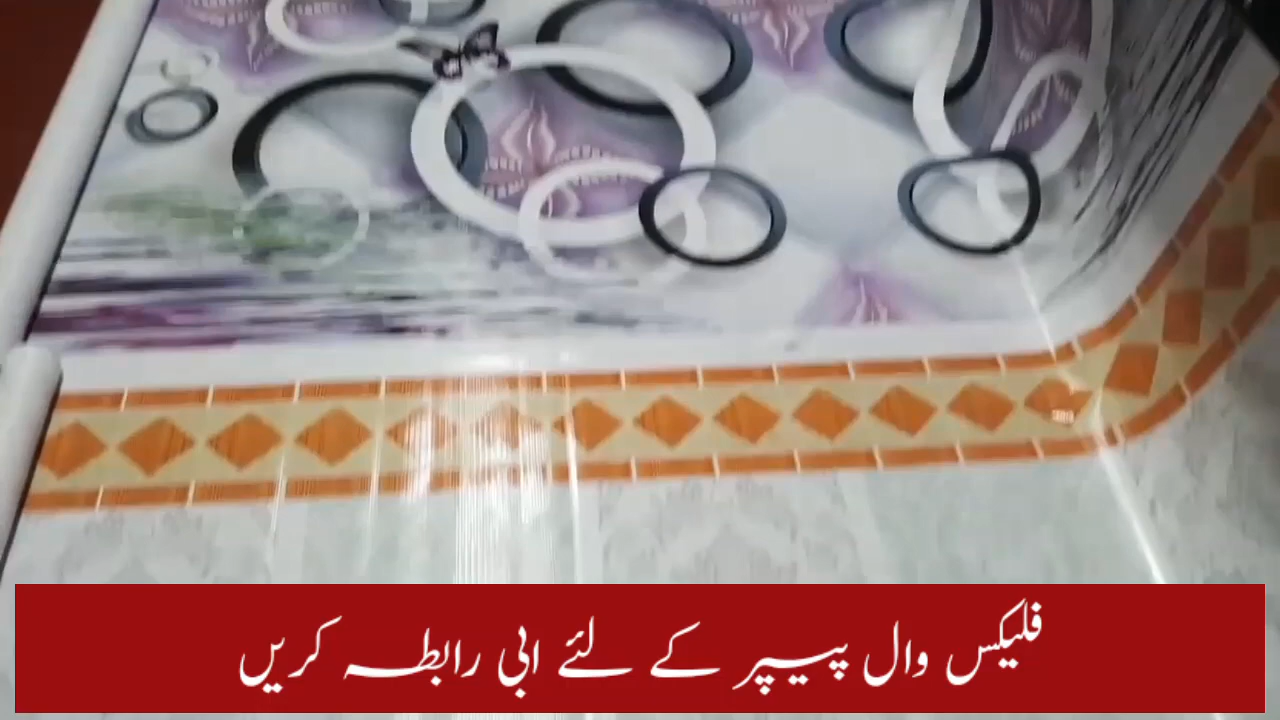 فلیکس وال پیپر کے لئے ابی رابطہ کریں